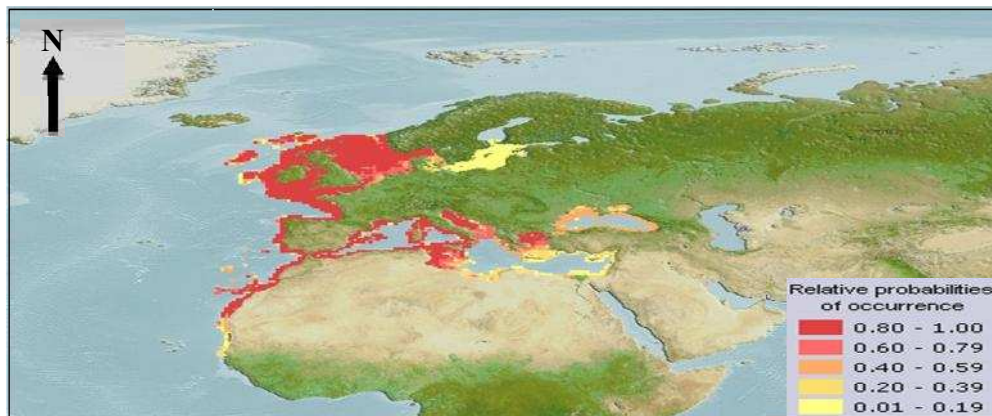 N
Relative probabilities
of occurrence
0.80 - 1.00
0.60 - 0.79
0.40 - 0.59
0.20 - 0.39
0.01 - 0.19